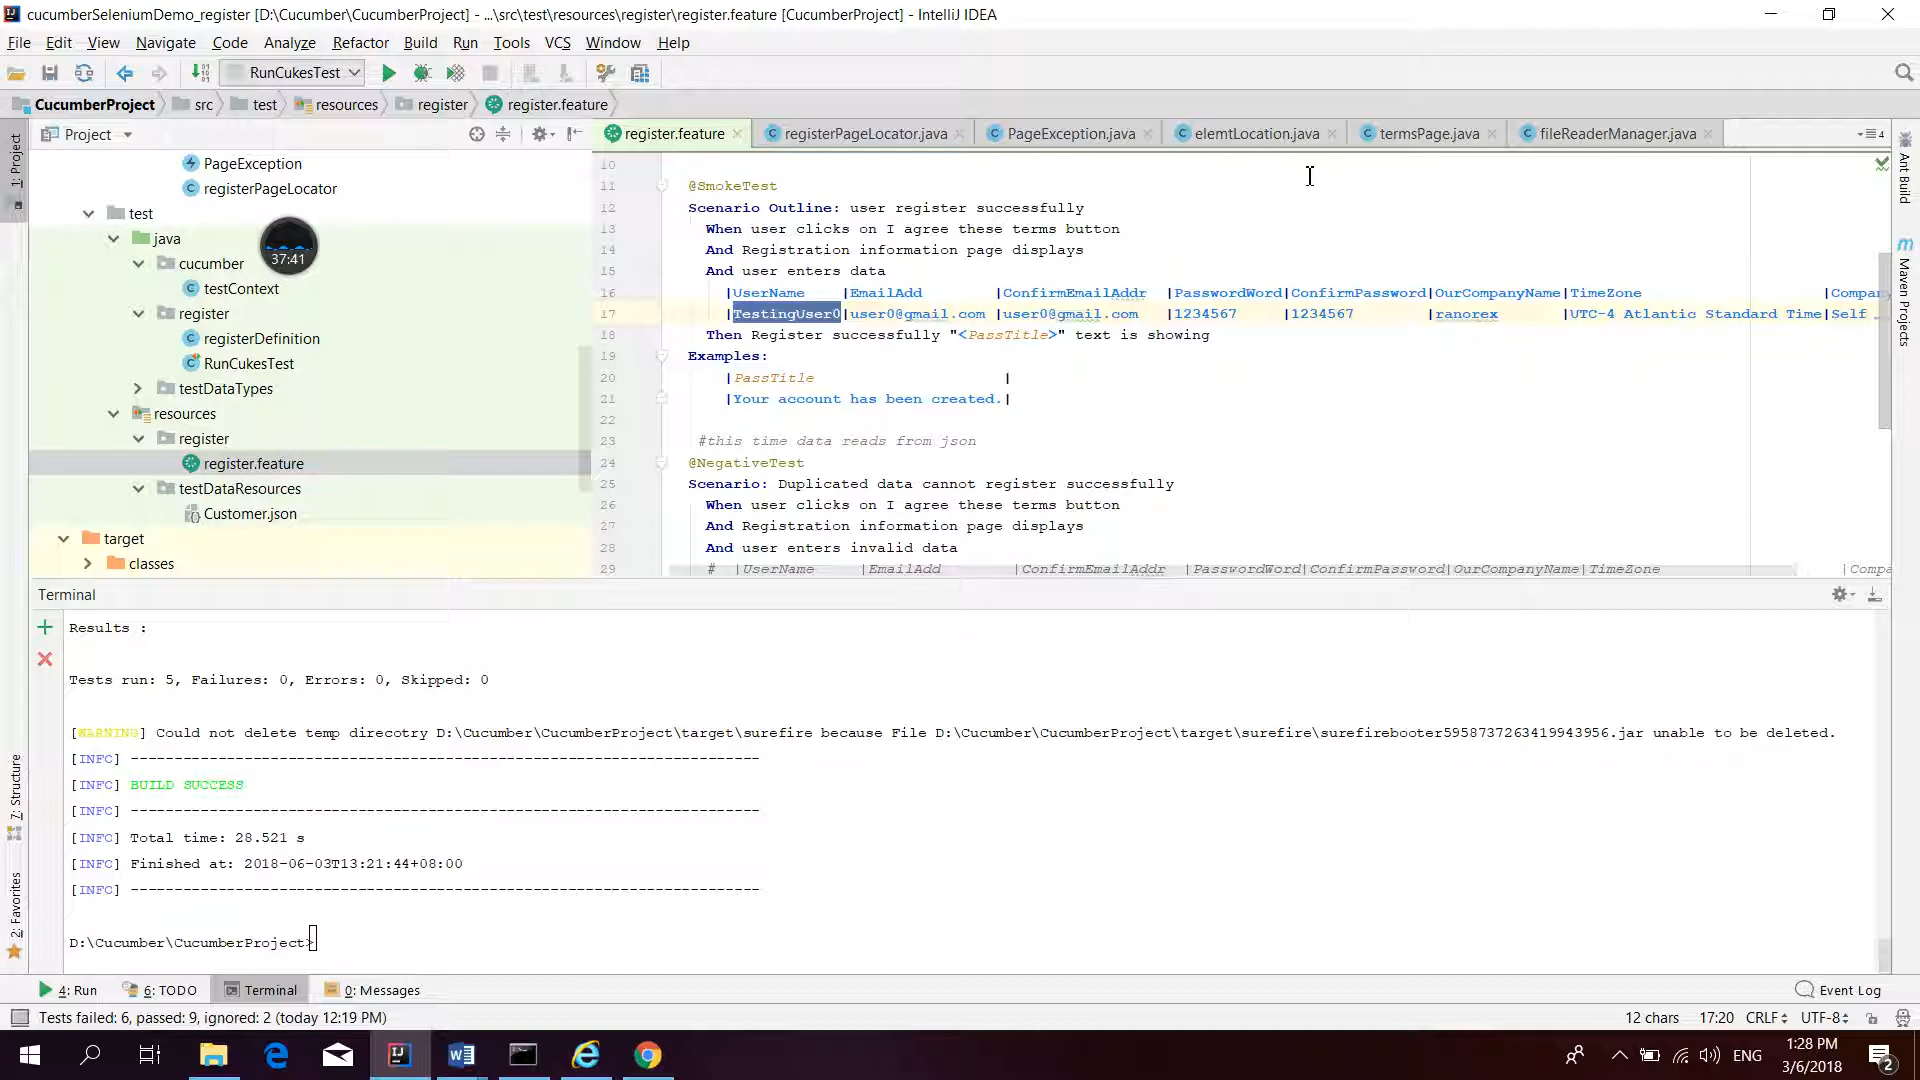 cucumberSeleniumDemo_register [D:\Cucumber\CucumberProject] - ...\src\test\resources\register\register.feature [CucumberProject] - IntelliJ IDEA
File Edit View Navigate Code Analyze Refactor Build Run Tools VCS Window Help
RunCukesTest
CucumberProject src test resources register register.feature
Project
register.feature registerPageLocator.java PageException.java elemtLocation.java termsPage.java fileReaderManager.java 4
1: Project
PageException
registerPageLocator
test
java
37:41
cucumber
testContext
register
registerDefinition
RunCukesTest
testDataTypes
resources
register
register.feature
testDataResources
Customer.json
target
classes
10
11 @SmokeTest
12 Scenario Outline: user register successfully
13 When user clicks on I agree these terms button
14 And Registration information page displays
15 And user enters data
16 |UserName |EmailAdd |ConfirmEmailAddr |PasswordWord|ConfirmPassword|OurCompanyName|TimeZone |Company
17 |TestingUser0|user0@gmail.com |user0@gmail.com |1234567 |1234567 |ranorex |UTC-4 Atlantic Standard Time|Self
18 Then Register successfully "<PassTitle>" text is showing
19 Examples:
20 |PassTitle |
21 |Your account has been created.|
22
23 #this time data reads from json
24 @NegativeTest
25 Scenario: Duplicated data cannot register successfully
26 When user clicks on I agree these terms button
27 And Registration information page displays
28 And user enters invalid data
29 # |UserName |EmailAdd |ConfirmEmailAddr |PasswordWord|ConfirmPassword|OurCompanyName|TimeZone |Compa
Ant Build
Maven Projects
Terminal
Results :
Tests run: 5, Failures: 0, Errors: 0, Skipped: 0
[WARNING] Could not delete temp direcotry D:\Cucumber\CucumberProject\target\surefire because File D:\Cucumber\CucumberProject\target\surefire\surefirebooter5958737263419943956.jar unable to be deleted.
[INFO] ------------------------------------------------------------------------
[INFO] BUILD SUCCESS
[INFO] ------------------------------------------------------------------------
[INFO] Total time: 28.521 s
[INFO] Finished at: 2018-06-03T13:21:44+08:00
[INFO] ------------------------------------------------------------------------
D:\Cucumber\CucumberProject>
7: Structure
2: Favorites
4: Run 6: TODO Terminal 0: Messages Event Log
Tests failed: 6, passed: 9, ignored: 2 (today 12:19 PM) 12 chars 17:20 CRLF UTF-8
ENG 1:28 PM
3/6/2018 2